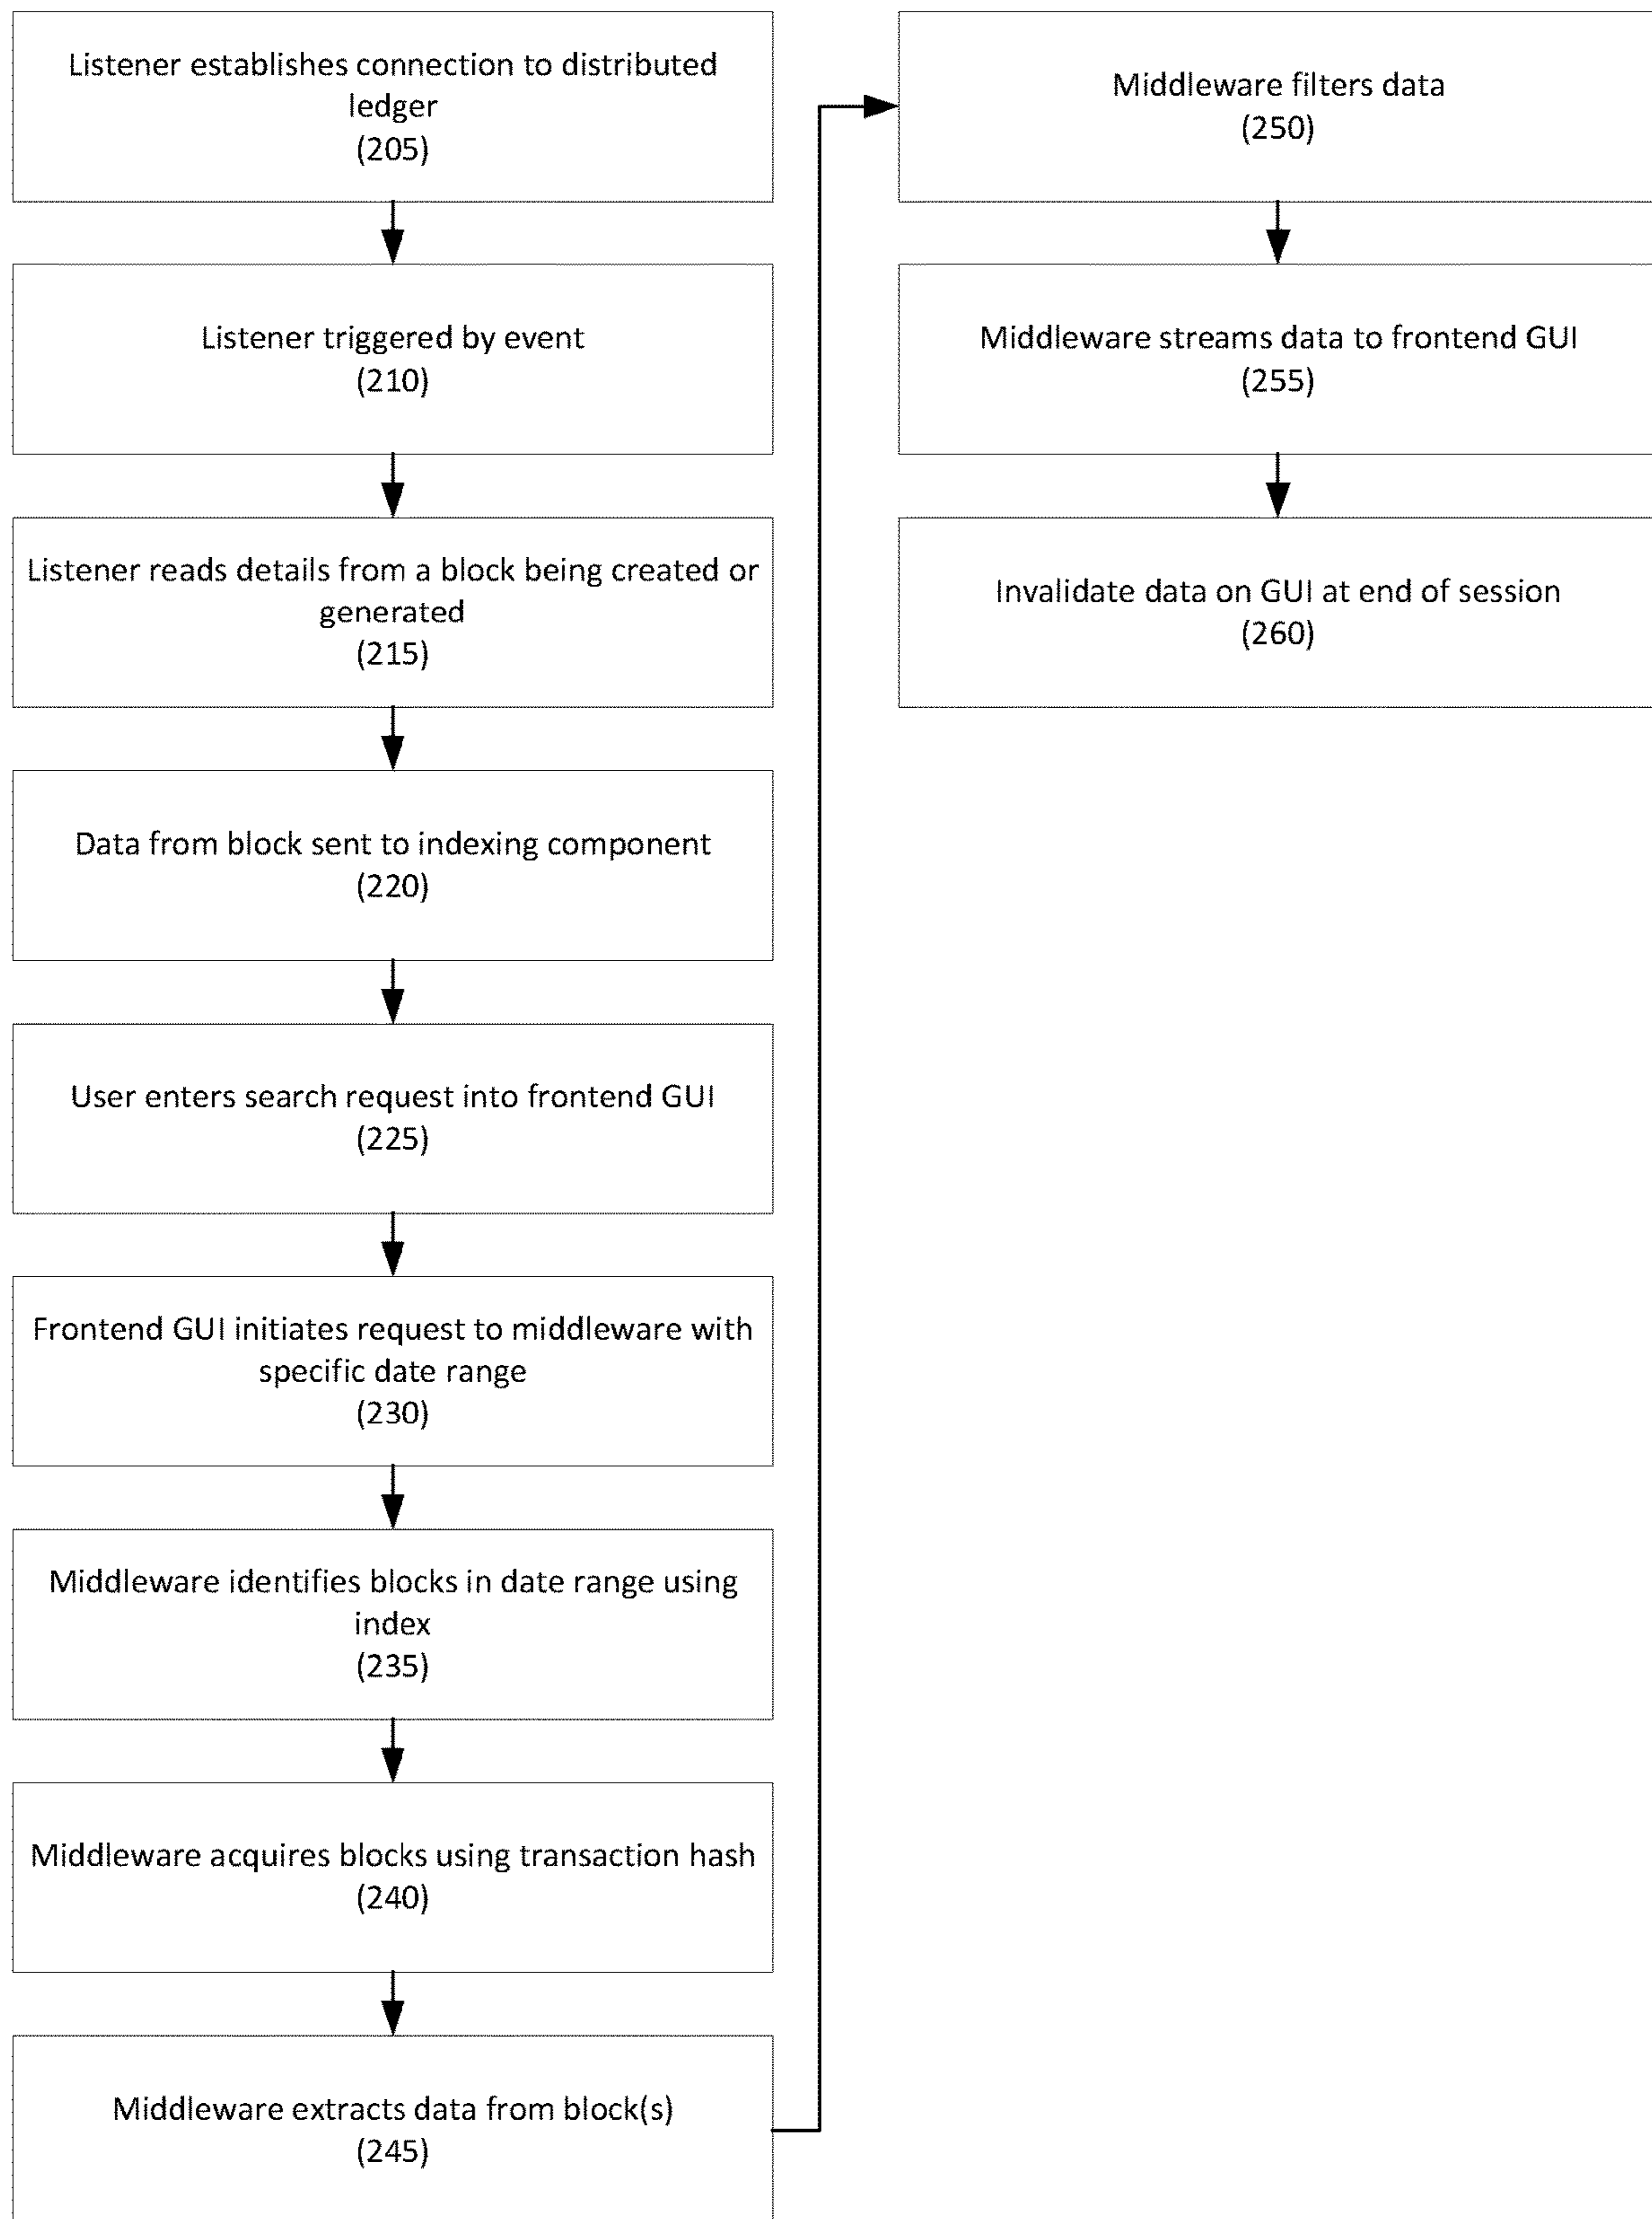 Listener establishes connection to distributed
ledger
(205)
Listener triggered by event
(210)
Listener reads details from a block being created or
generated
(215)
Data from block sent to indexing component
(220)
User enters search request into frontend GUI
(225)
Frontend GUI initiates request to middleware with
specific date range
(230)
Middleware identifies blocks in date range using
index
(235)
Middleware acquires blocks using transaction hash
(240)
Middleware extracts data from block(s)
(245)
Middleware filters data
(250)
Middleware streams data to frontend GUI
(255)
Invalidate data on GUI at end of session
(260)